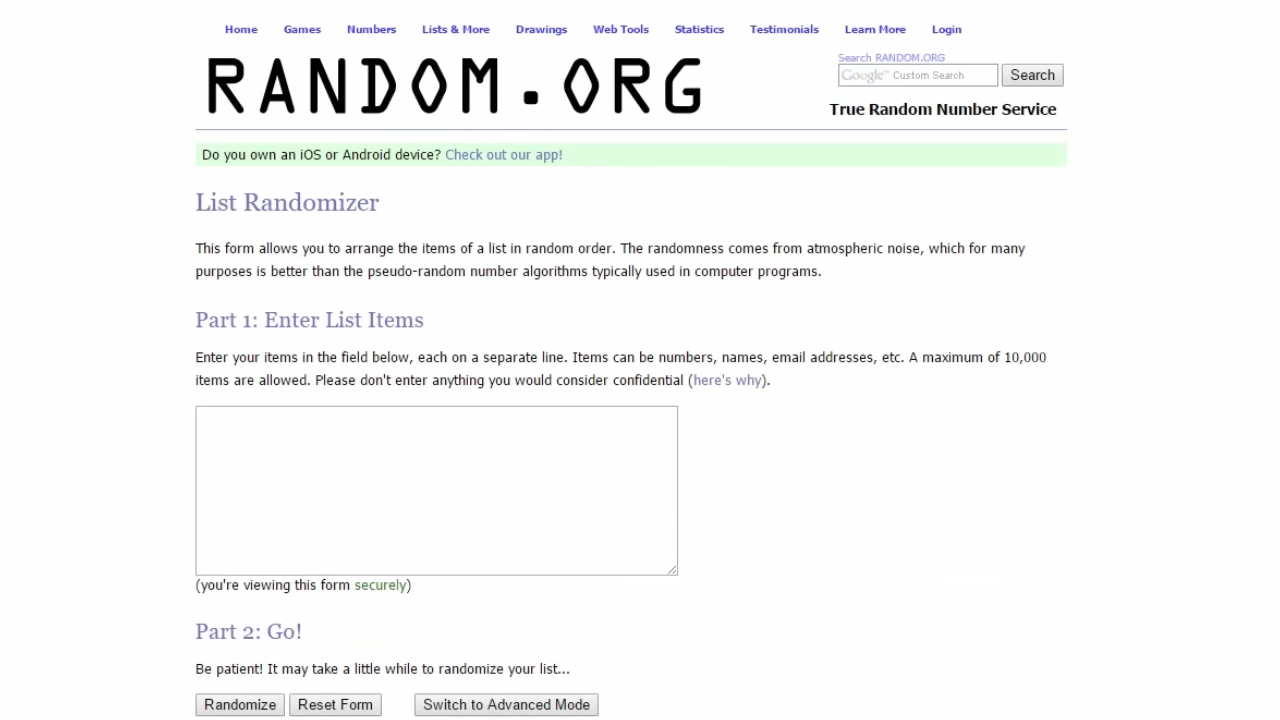 Home Games Numbers Lists & More Drawings Web Tools Statistics Testimonials Learn More Login
RANDOM.ORG
Search RANDOM.ORG
Google™ Custom Search Search
True Random Number Service
Do you own an iOS or Android device? Check out our app!
List Randomizer
This form allows you to arrange the items of a list in random order. The randomness comes from atmospheric noise, which for many
purposes is better than the pseudo-random number algorithms typically used in computer programs.
Part 1: Enter List Items
Enter your items in the field below, each on a separate line. Items can be numbers, names, email addresses, etc. A maximum of 10,000
items are allowed. Please don't enter anything you would consider confidential (here's why).
(you're viewing this form securely)
Part 2: Go!
Be patient! It may take a little while to randomize your list...
Randomize Reset Form Switch to Advanced Mode